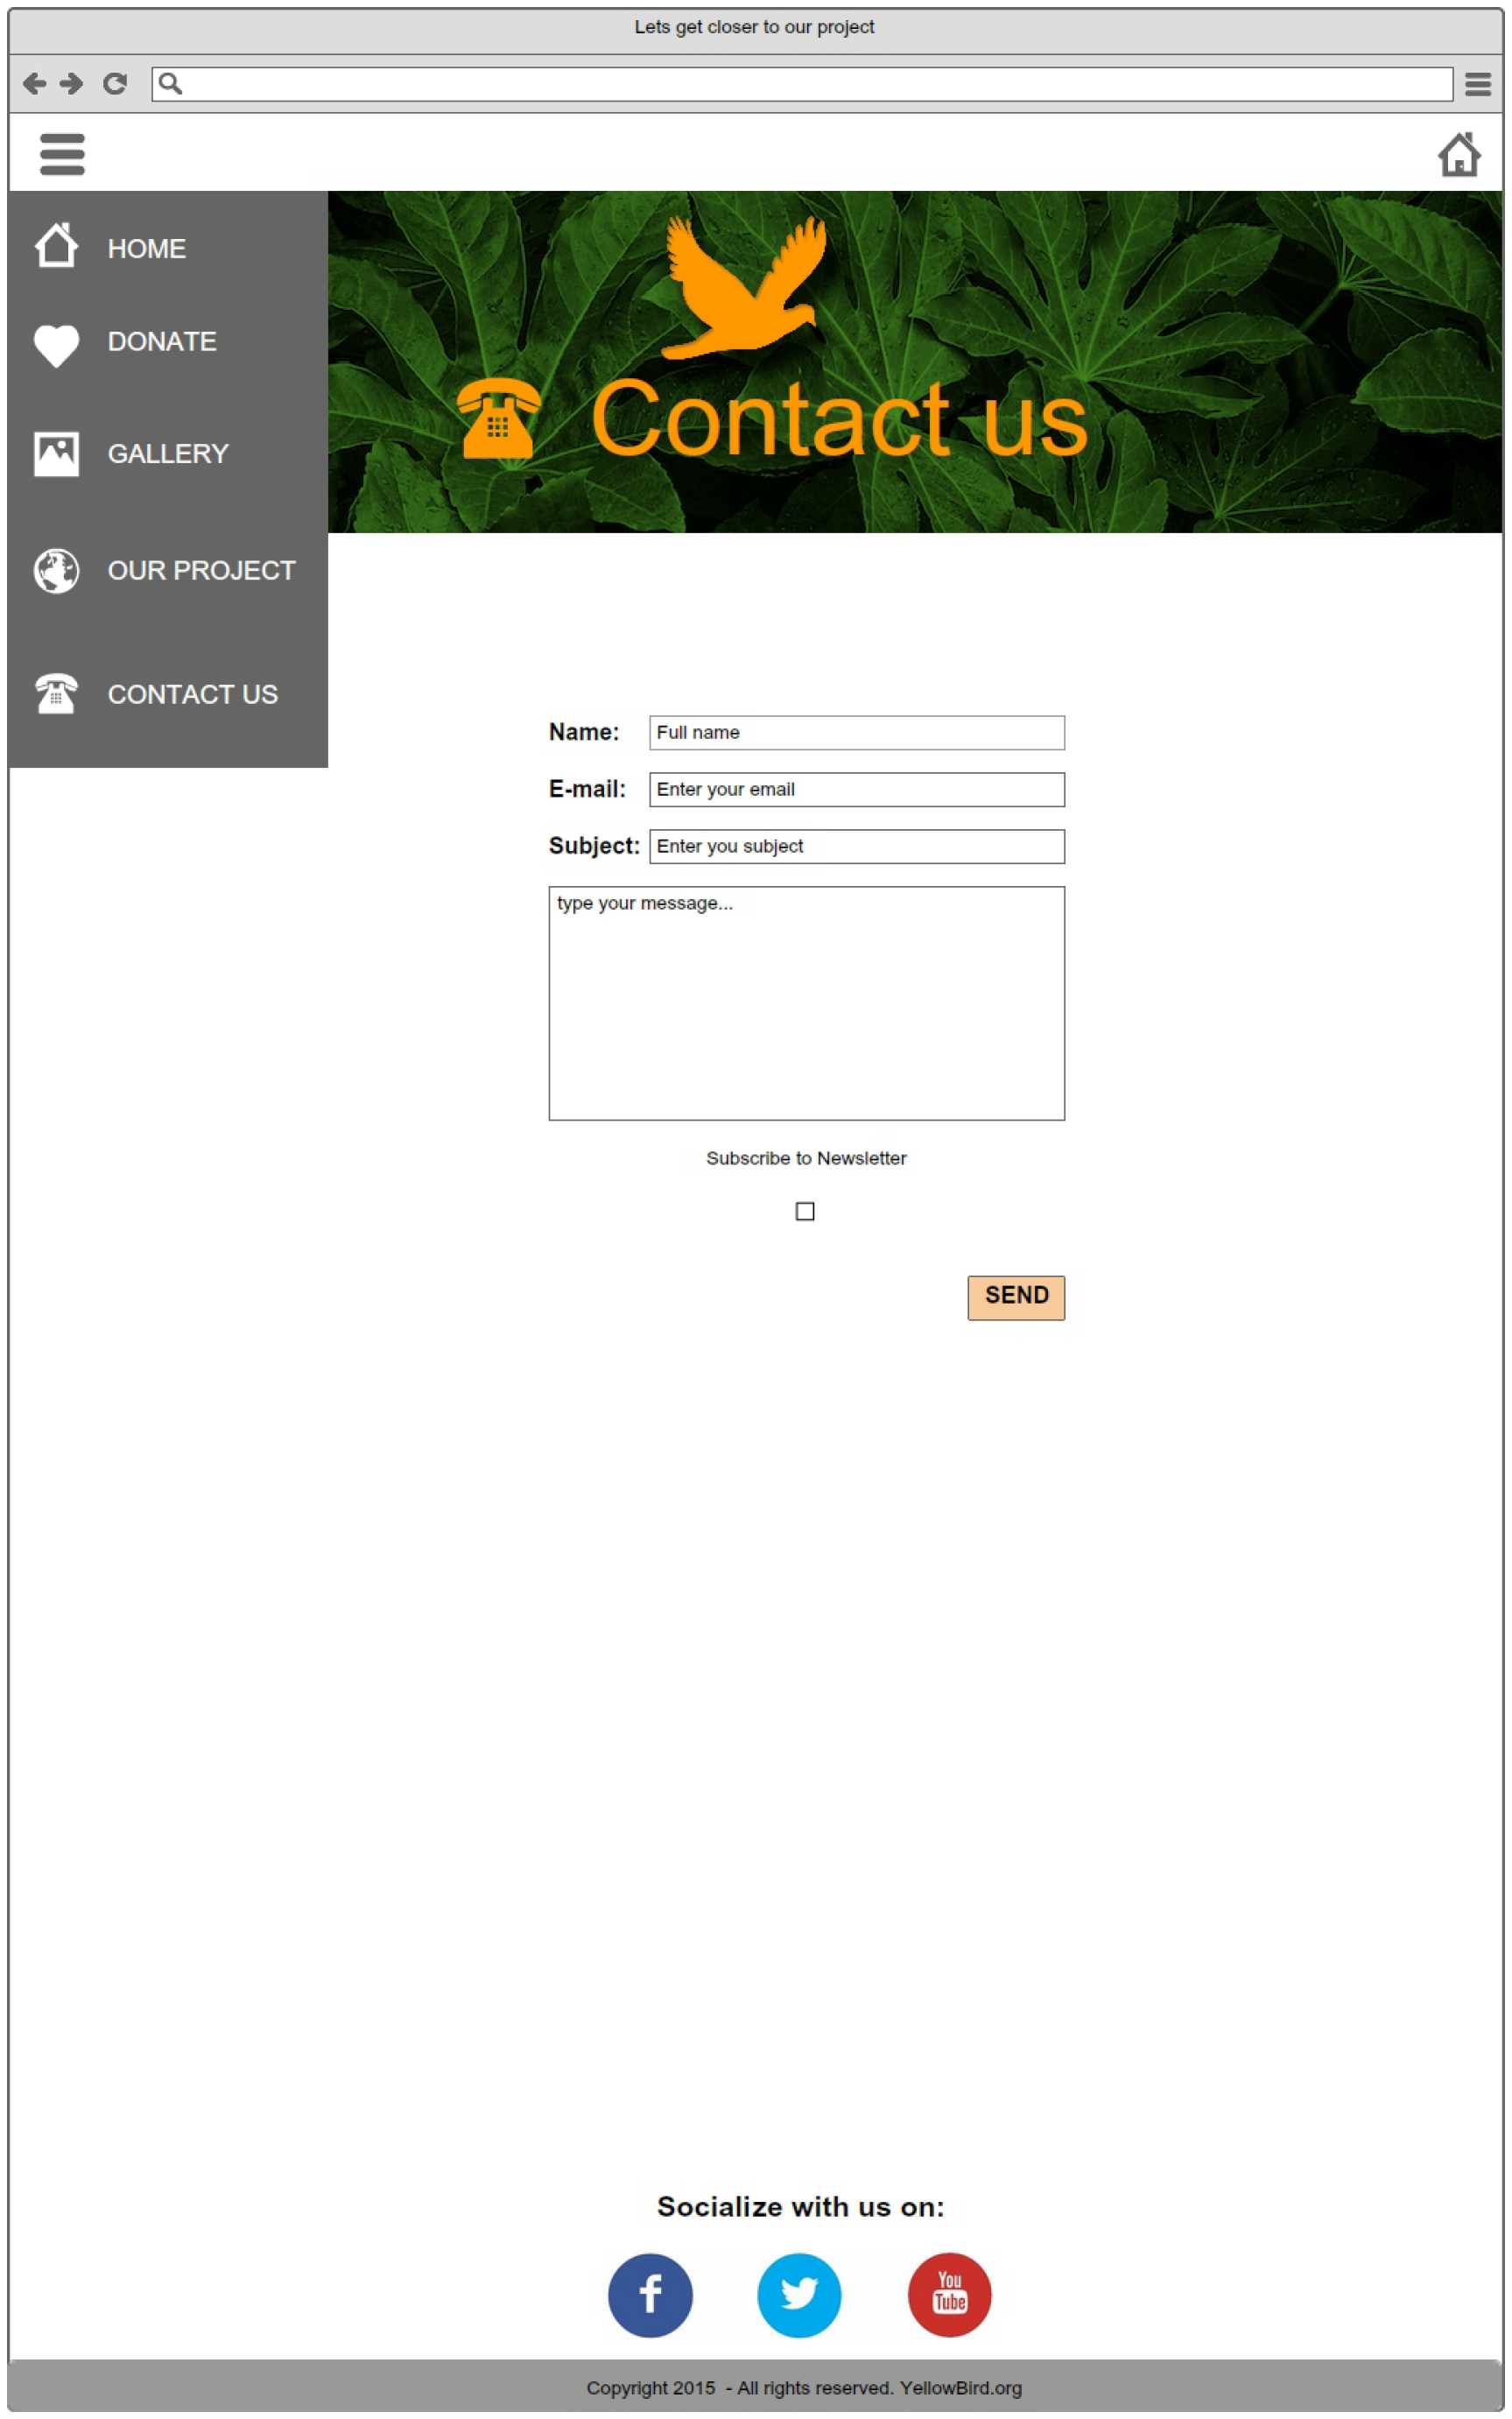 Lets get closer to our project
HOME
DONATE
GALLERY
OUR PROJECT
CONTACT US
Contact us
Name: Full name
E-mail: Enter your email
Subject: Enter you subject
type your message...
Subscribe to Newsletter
SEND
Socialize with us on:
f
You
Tube
Copyright 2015 - All rights reserved. YellowBird.org